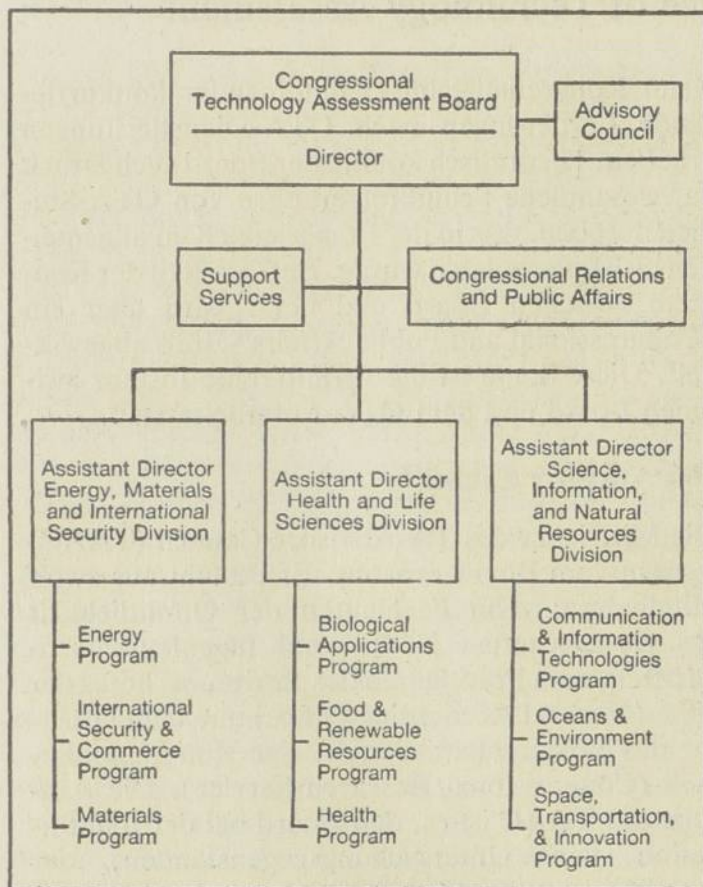 Congressional
Technology Assessment Board
Director
Advisory
Council
Support
Services
Congressional Relations
and Public Affairs
Assistant Director
Energy, Materials
and International
Security Division
Assistant Director
Health and Life
Sciences Division
Assistant Director
Science,
Information,
and Natural
Resources
Division
Energy
Program
International
Security &
Commerce
Program
Materials
Program
Biological
Applications
Program
Food &
Renewable
Resources
Program
Health
Program
Communication
& Information
Technologies
Program
Oceans &
Environment
Program
Space,
Transportation,
& Innovation
Program